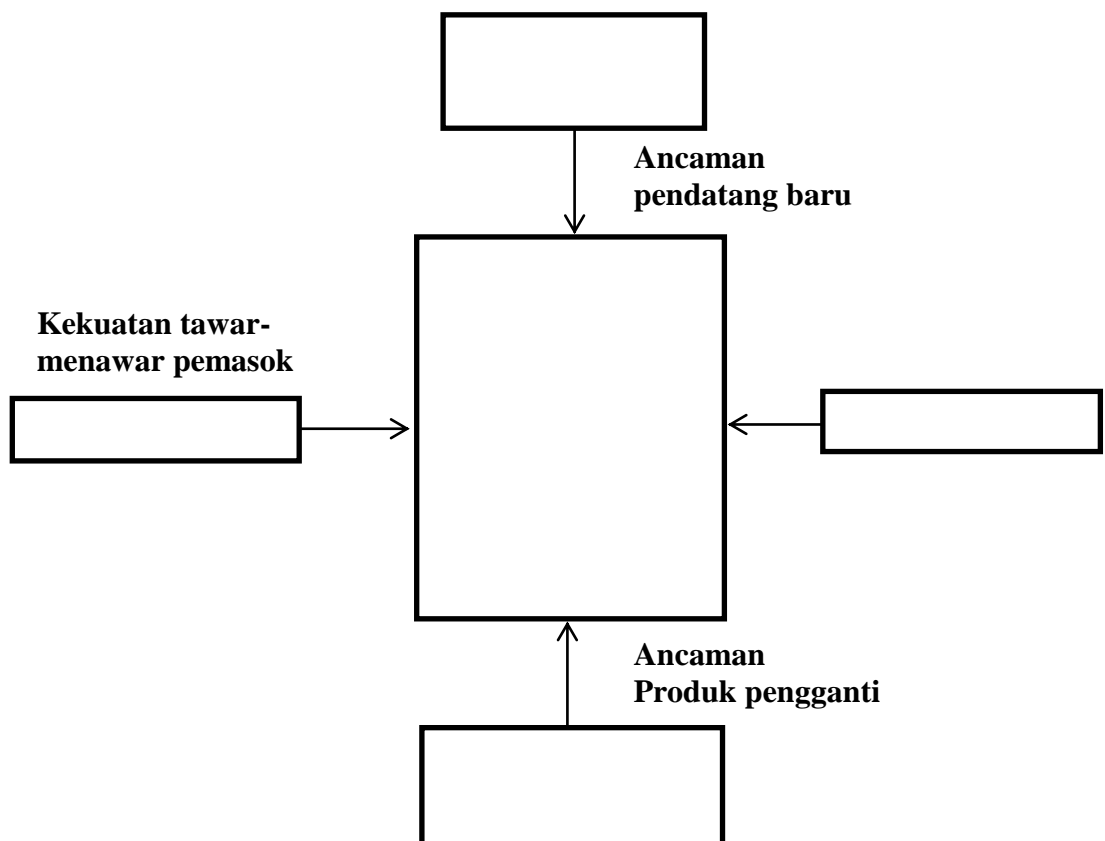 Ancaman
pendatang baru
Kekuatan tawar-
menawar pemasok
Ancaman
Produk pengganti